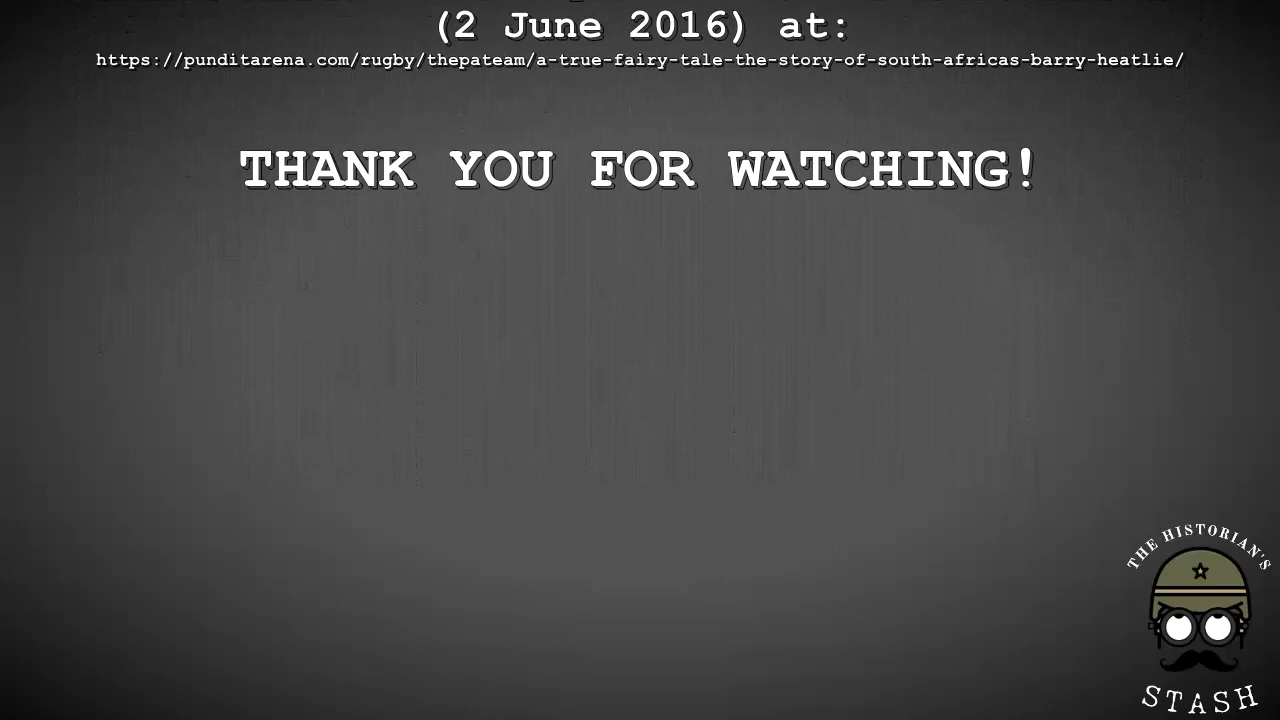 (2 June 2016) at:
https://punditarena.com/rugby/thepateam/a-true-fairy-tale-the-story-of-south-africas-barry-heatlie/
THANK YOU FOR WATCHING!
THE HISTORIAN'S
STASH